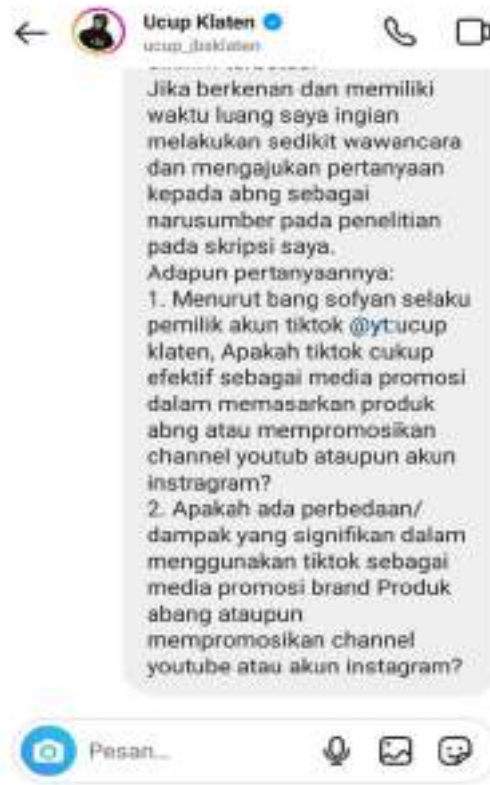 Ucup Klaten
ucup_jbsklaten
Jika berkenan dan memiliki
waktu luang saya ingian
melakukan sedikit wawancara
dan mengajukan pertanyaan
kepada abng sebagai
narusumber pada penelitian
pada skripsi saya.
Adapun pertanyaannya:
1. Menurut bang sofyan selaku
pemilik akun tiktok @yt:ucup
klaten, Apakah tiktok cukup
efektif sebagai media promosi
dalam memasarkan produk
abng atau mempromosikan
channel youtub ataupun akun
instragram?
2. Apakah ada perbedaan/
dampak yang signifikan dalam
menggunakan tiktok sebagai
media promosi brand Produk
abang ataupun
mempromosikan channel
youtube atau akun instagram?
Pesan...